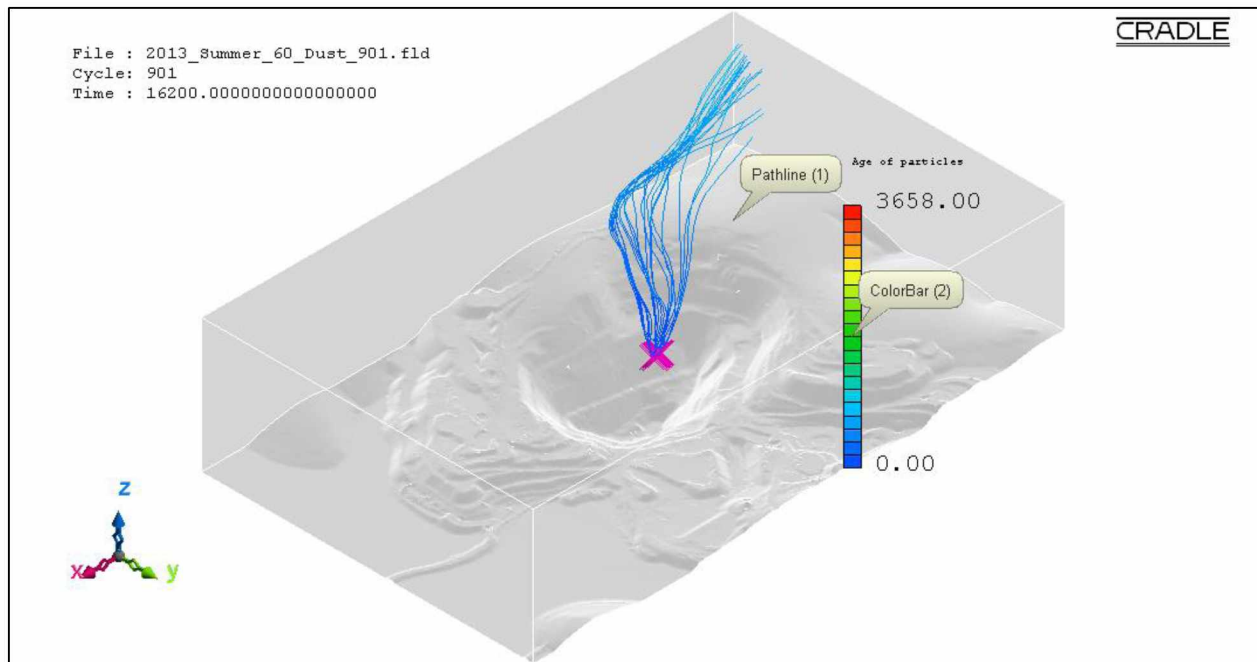 File : 2013_Summer_60_Dust_901.fld
Cycle: 901
Time : 16200.0000000000000000
CRADLE
Pathline (1)
Age of particles
3658.00
ColorBar (2)
0.00
z
x
y